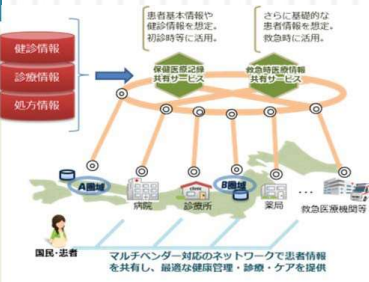 患者基本情報や
健診情報を想定。
初診時等に活用。
さらに基礎的な
患者情報を想定。
救急時に活用。
健診情報
診療情報
処方情報
保健医療記録
共有サービス
救急時医療情報
共有サービス
A圏域
病院
診療所
B圏域
薬局
…
救急医療機関等
国民・患者
マルチベンダー対応のネットワークで患者情報
を共有し、最適な健康管理・診療・ケアを提供